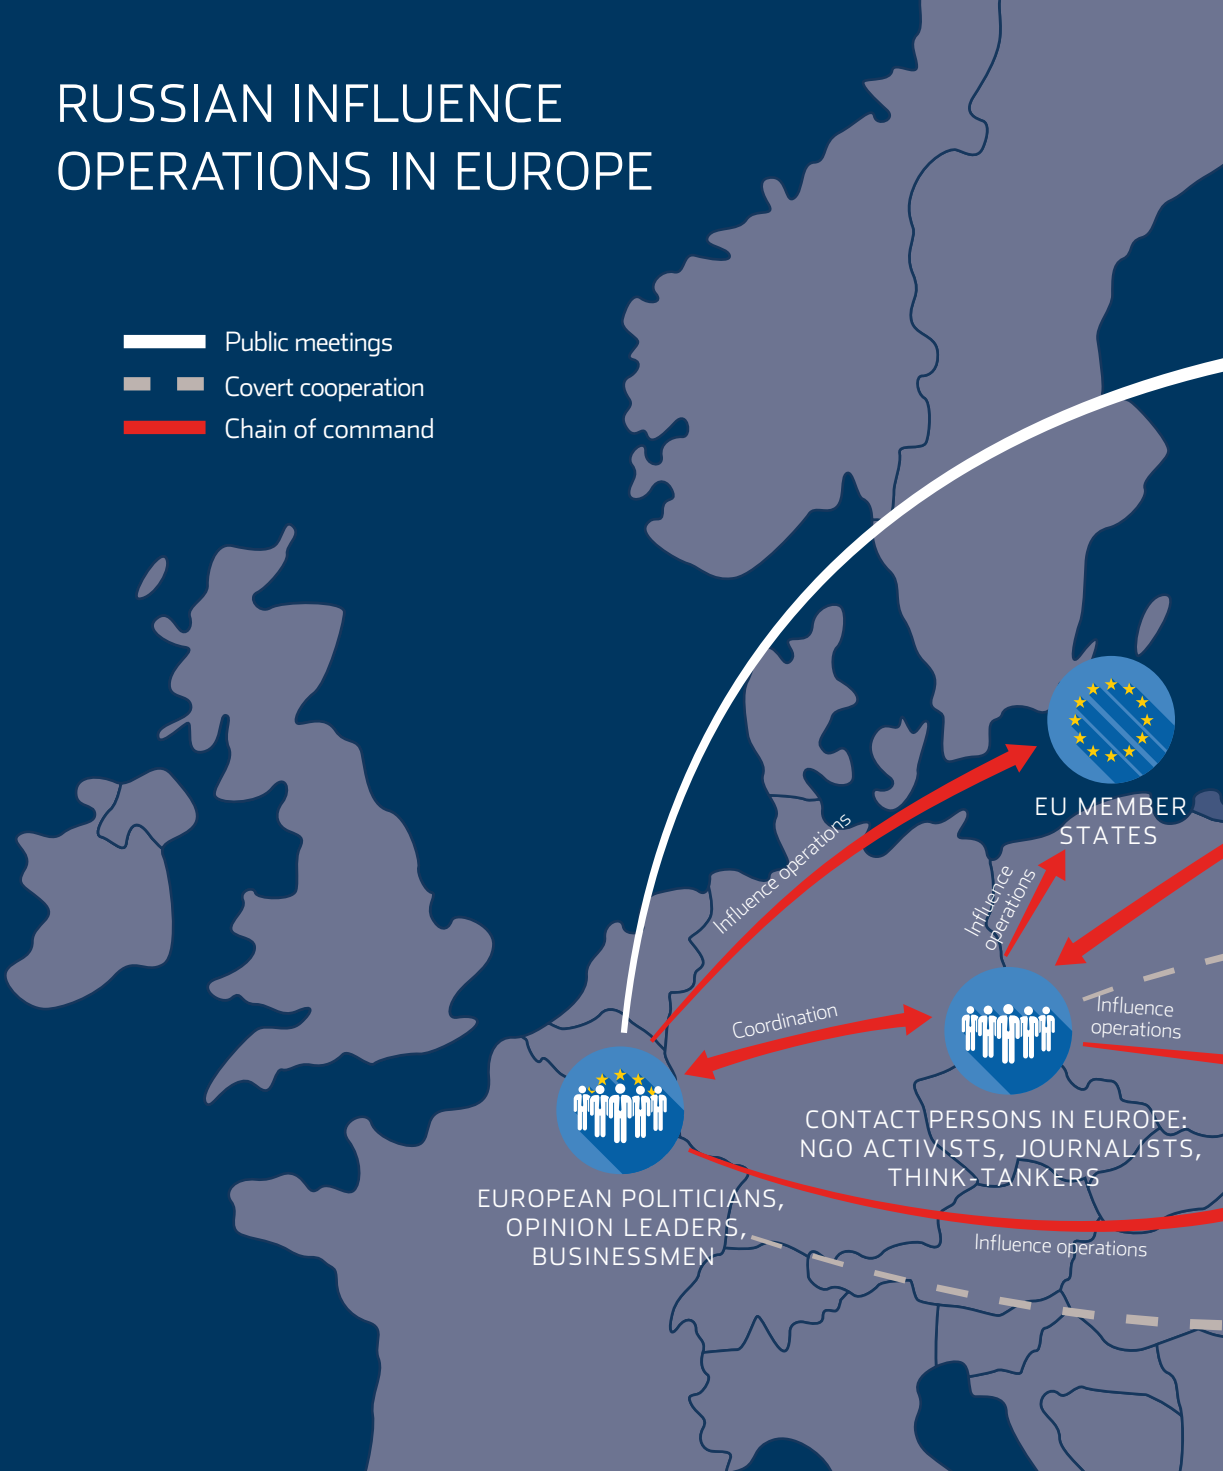 RUSSIAN INFLUENCE
OPERATIONS IN EUROPE
Public meetings
Covert cooperation
Chain of command
EU MEMBER
STATES
Influence operations
Influence
operations
Coordination
Influence
operations
CONTACT PERSONS IN EUROPE:
NGO ACTIVISTS, JOURNALISTS,
THINK-TANKERS
EUROPEAN POLITICIANS,
OPINION LEADERS,
BUSINESSMEN
Influence operations